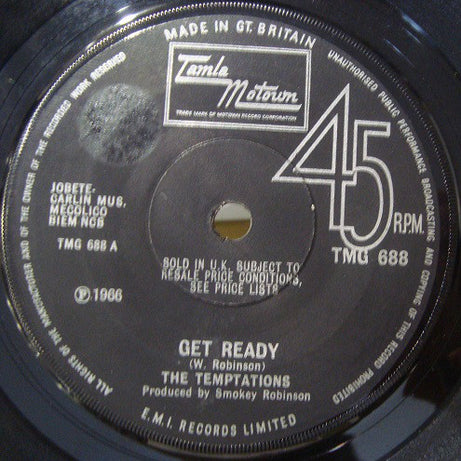 MADE IN GT. BRITAIN
UNAUTHORISED PUBLIC PERFORMANCE BROADCASTING AND COPYING OF THIS RECORD PROHIBITED
ALL RIGHTS OF THE MANUFACTURER AND OF THE OWNER OF THE RECORDED WORK RESERVED
Tamla
Motown
TRADE MARK OF MOTOWN RECORD CORPORATION
45
R.P.M.
JOBETE-
CARLIN MUS.
MECOLICO
BIEM NCB
TMG 688 A
TMG 688
SOLD IN U.K. SUBJECT TO
RESALE PRICE CONDITIONS,
SEE PRICE LISTS
℗ 1966
GET READY
(W. Robinson)
THE TEMPTATIONS
Produced by Smokey Robinson
E.M.I. RECORDS LIMITED